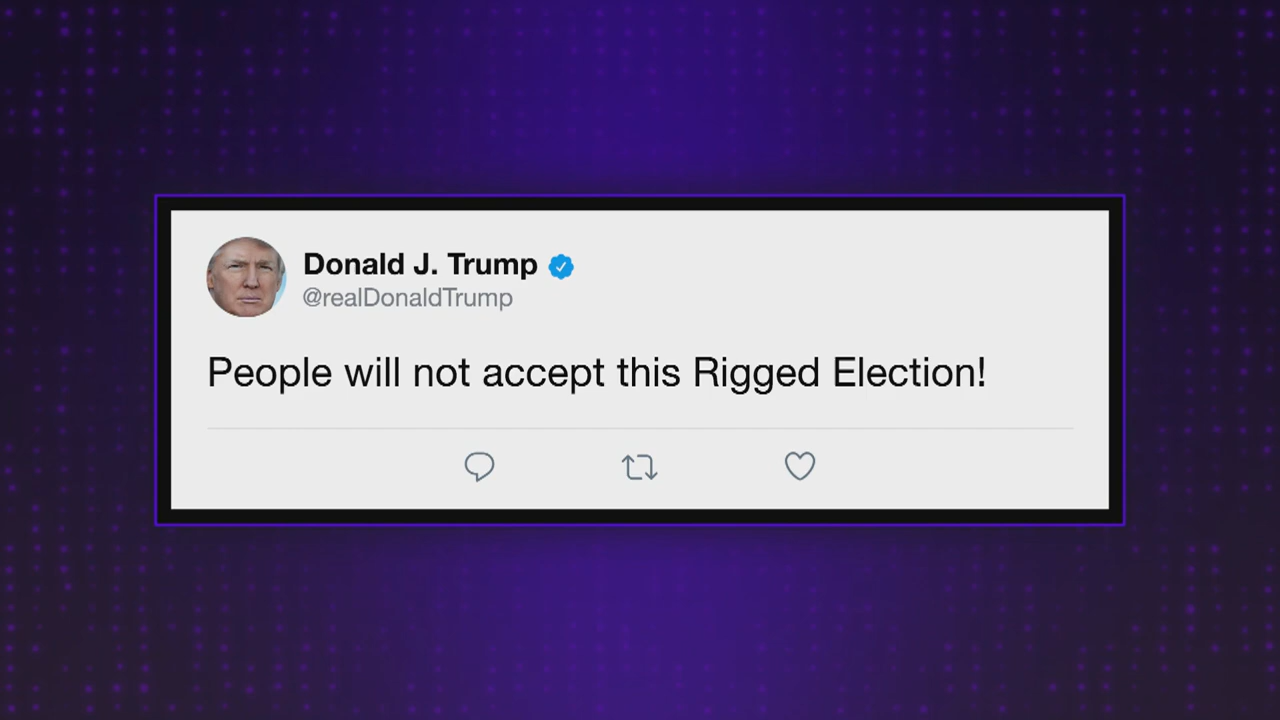 Donald J. Trump
@realDonaldTrump
People will not accept this Rigged Election!